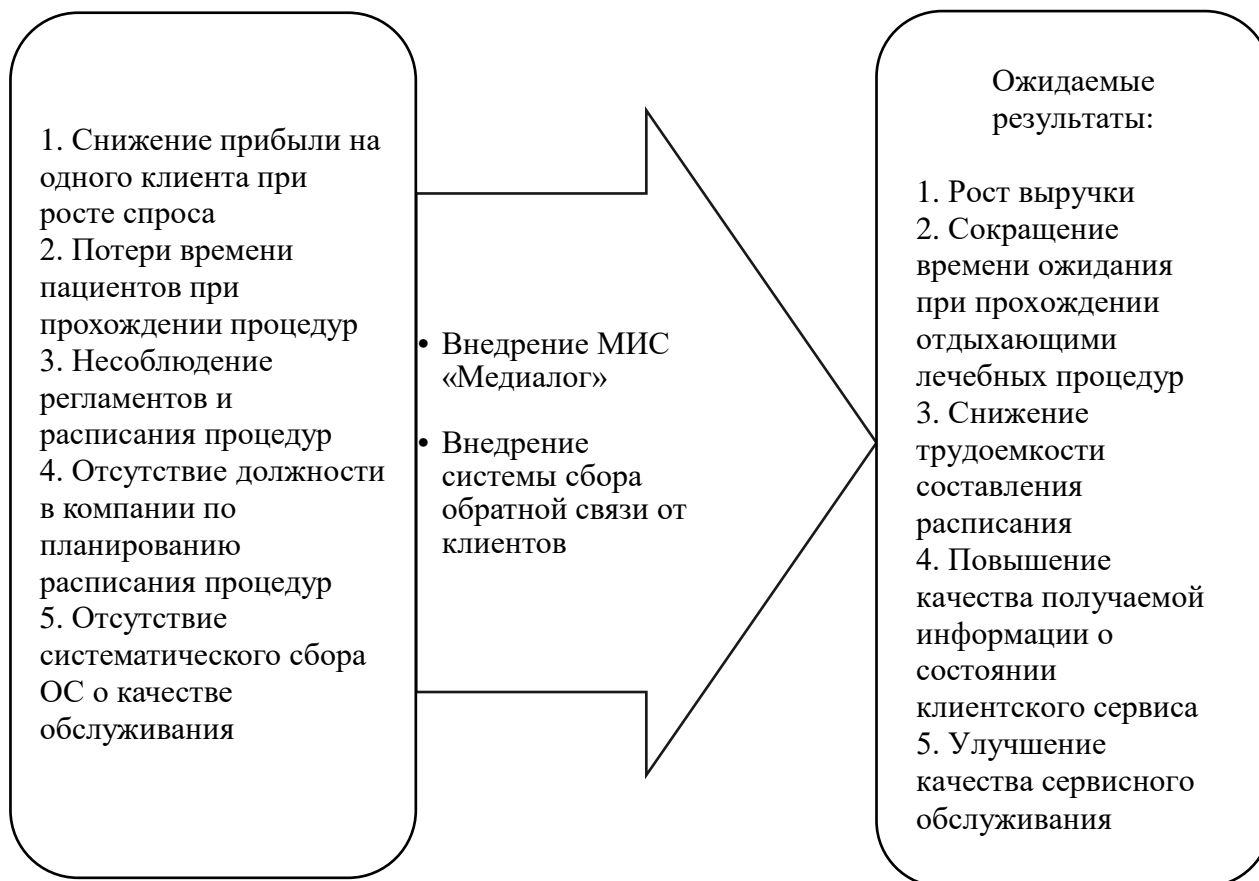 1. Снижение прибыли на
одного клиента при
росте спроса
2. Потери времени
пациентов при
прохождении процедур
3. Несоблюдение
регламентов и
расписания процедур
4. Отсутствие должности
в компании по
планированию
расписания процедур
5. Отсутствие
систематического сбора
ОС о качестве
обслуживания
• Внедрение МИС
«Медиалог»
• Внедрение
системы сбора
обратной связи от
клиентов
Ожидаемые
результаты:
1. Рост выручки
2. Сокращение
времени ожидания
при прохождении
отдыхающими
лечебных процедур
3. Снижение
трудоемкости
составления
расписания
4. Повышение
качества получаемой
информации о
состоянии
клиентского сервиса
5. Улучшение
качества сервисного
обслуживания